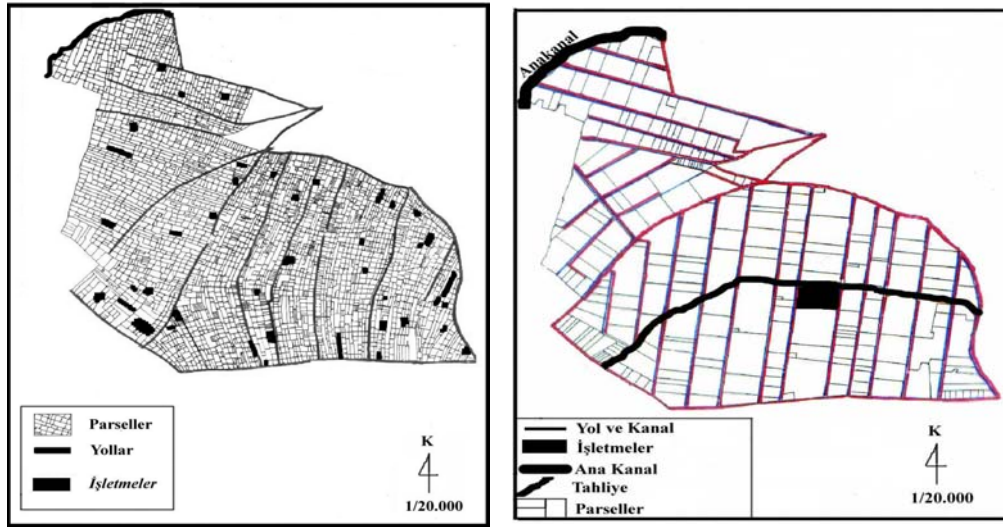 Parseller
Yollar
İşletmeler
K
1/20.000
Anakanal
Yol ve Kanal
İşletmeler
Ana Kanal
Tahliye
Parseller
K
1/20.000